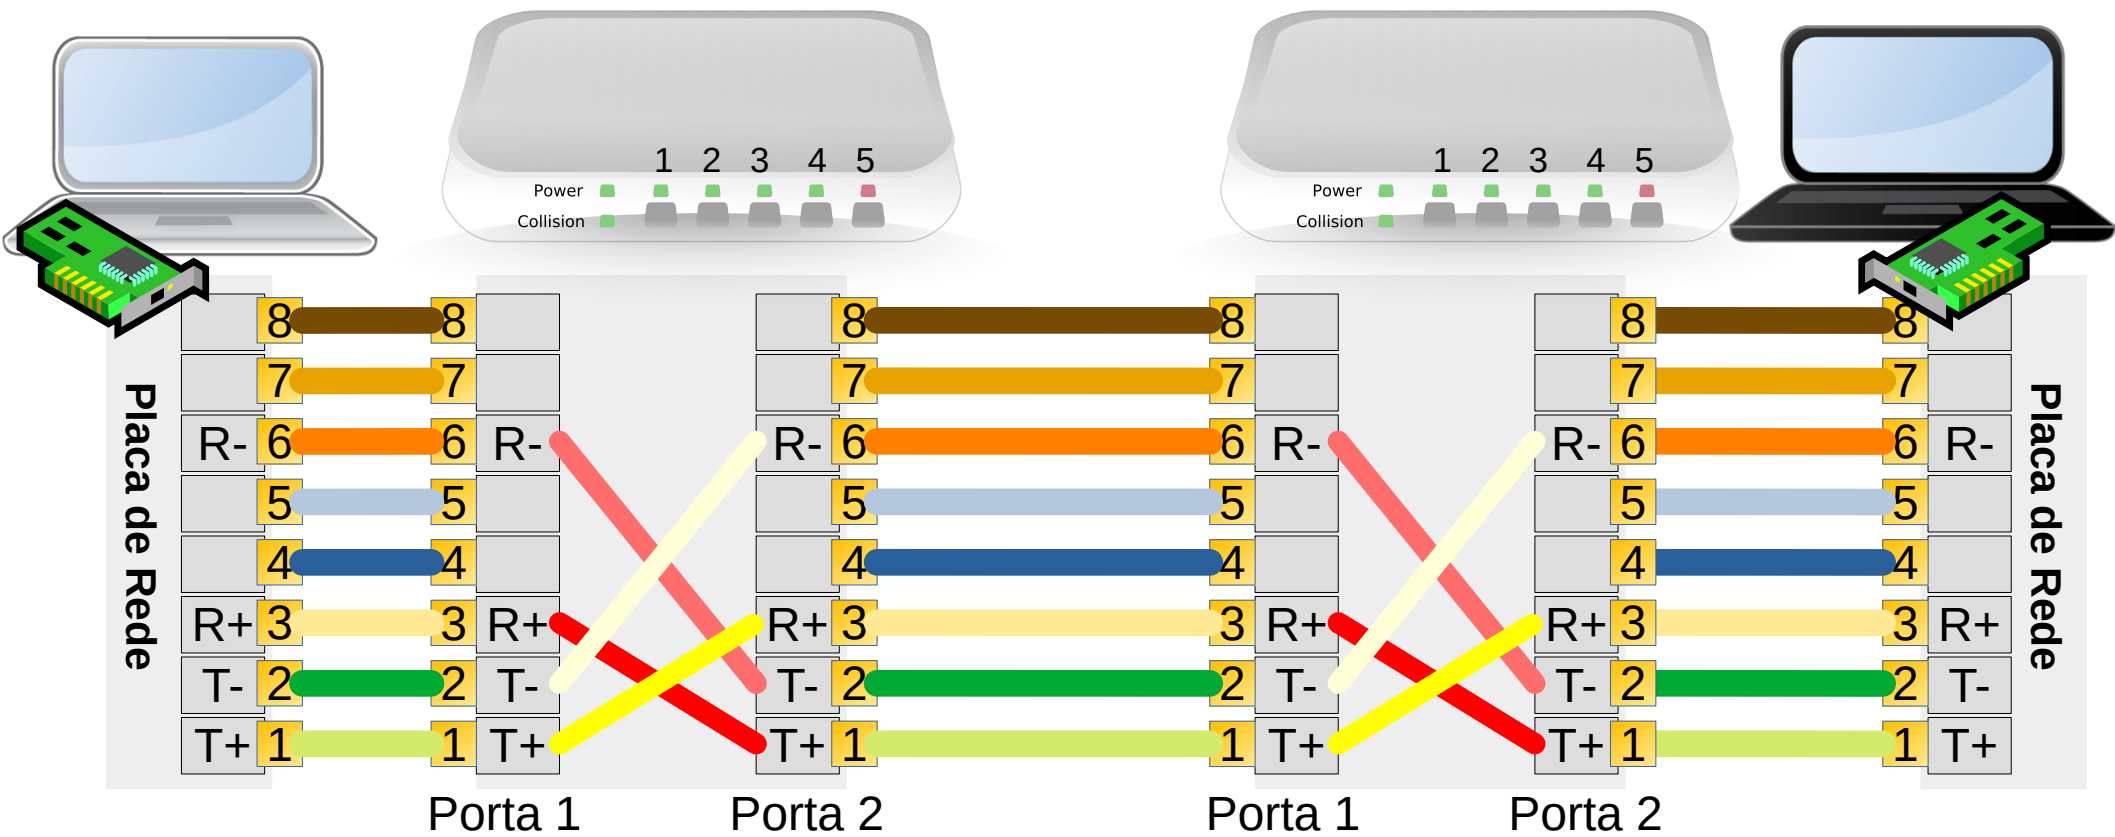 1 2 3 4 5 1 2 3 4 5
Power Power
Collision Collision
8 8 8 8 8 8
7 7 7 7 7 7
R- 6 6 R- R- 6 6 R- R- 6 6 R-
5 5 5 5 5 5
4 4 4 4 4 4
R+ 3 3 R+ R+ 3 3 R+ R+ 3 3 R+
T- 2 2 T- T- 2 2 T- T- 2 2 T-
T+ 1 1 T+ T+ 1 1 T+ T+ 1 1 T+
Placa de Rede
Placa de Rede
Porta 1 Porta 2 Porta 1 Porta 2